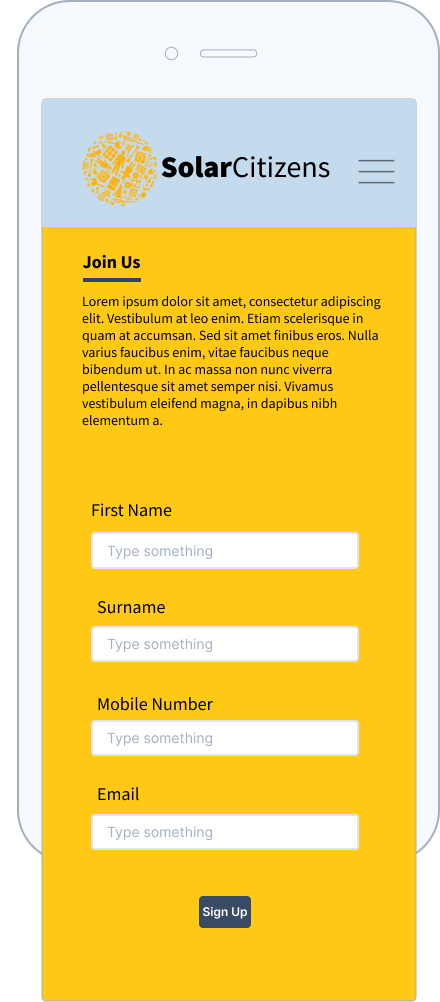 SolarCitizens
Join Us
Lorem ipsum dolor sit amet, consectetur adipiscing
elit. Vestibulum at leo enim. Etiam scelerisque in
quam at accumsan. Sed sit amet finibus eros. Nulla
varius faucibus enim, vitae faucibus neque
bibendum ut. In ac massa non nunc viverra
pellentesque sit amet semper nisi. Vivamus
vestibulum eleifend magna, in dapibus nibh
elementum a.
First Name
Type something
Surname
Type something
Mobile Number
Type something
Email
Type something
Sign Up